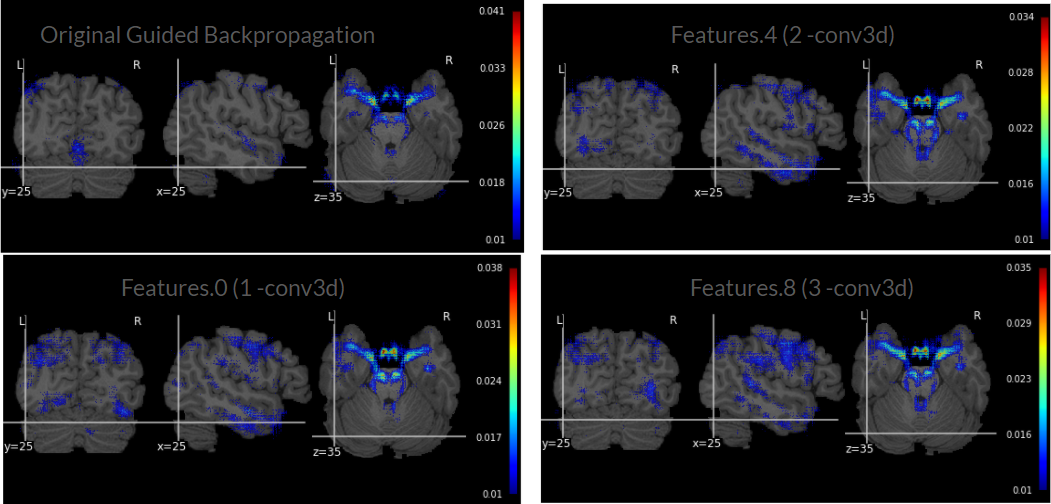 Original Guided Backpropagation
L
R
y=25
x=25
L
R
z=35
0.041
0.033
0.026
0.018
0.01
Features.4 (2 -conv3d)
L
R
y=25
x=25
L
R
z=35
0.034
0.028
0.022
0.016
0.01
Features.0 (1 -conv3d)
L
R
y=25
x=25
L
R
z=35
0.038
0.031
0.024
0.017
0.01
Features.8 (3 -conv3d)
L
R
y=25
x=25
L
R
z=35
0.035
0.029
0.023
0.016
0.01